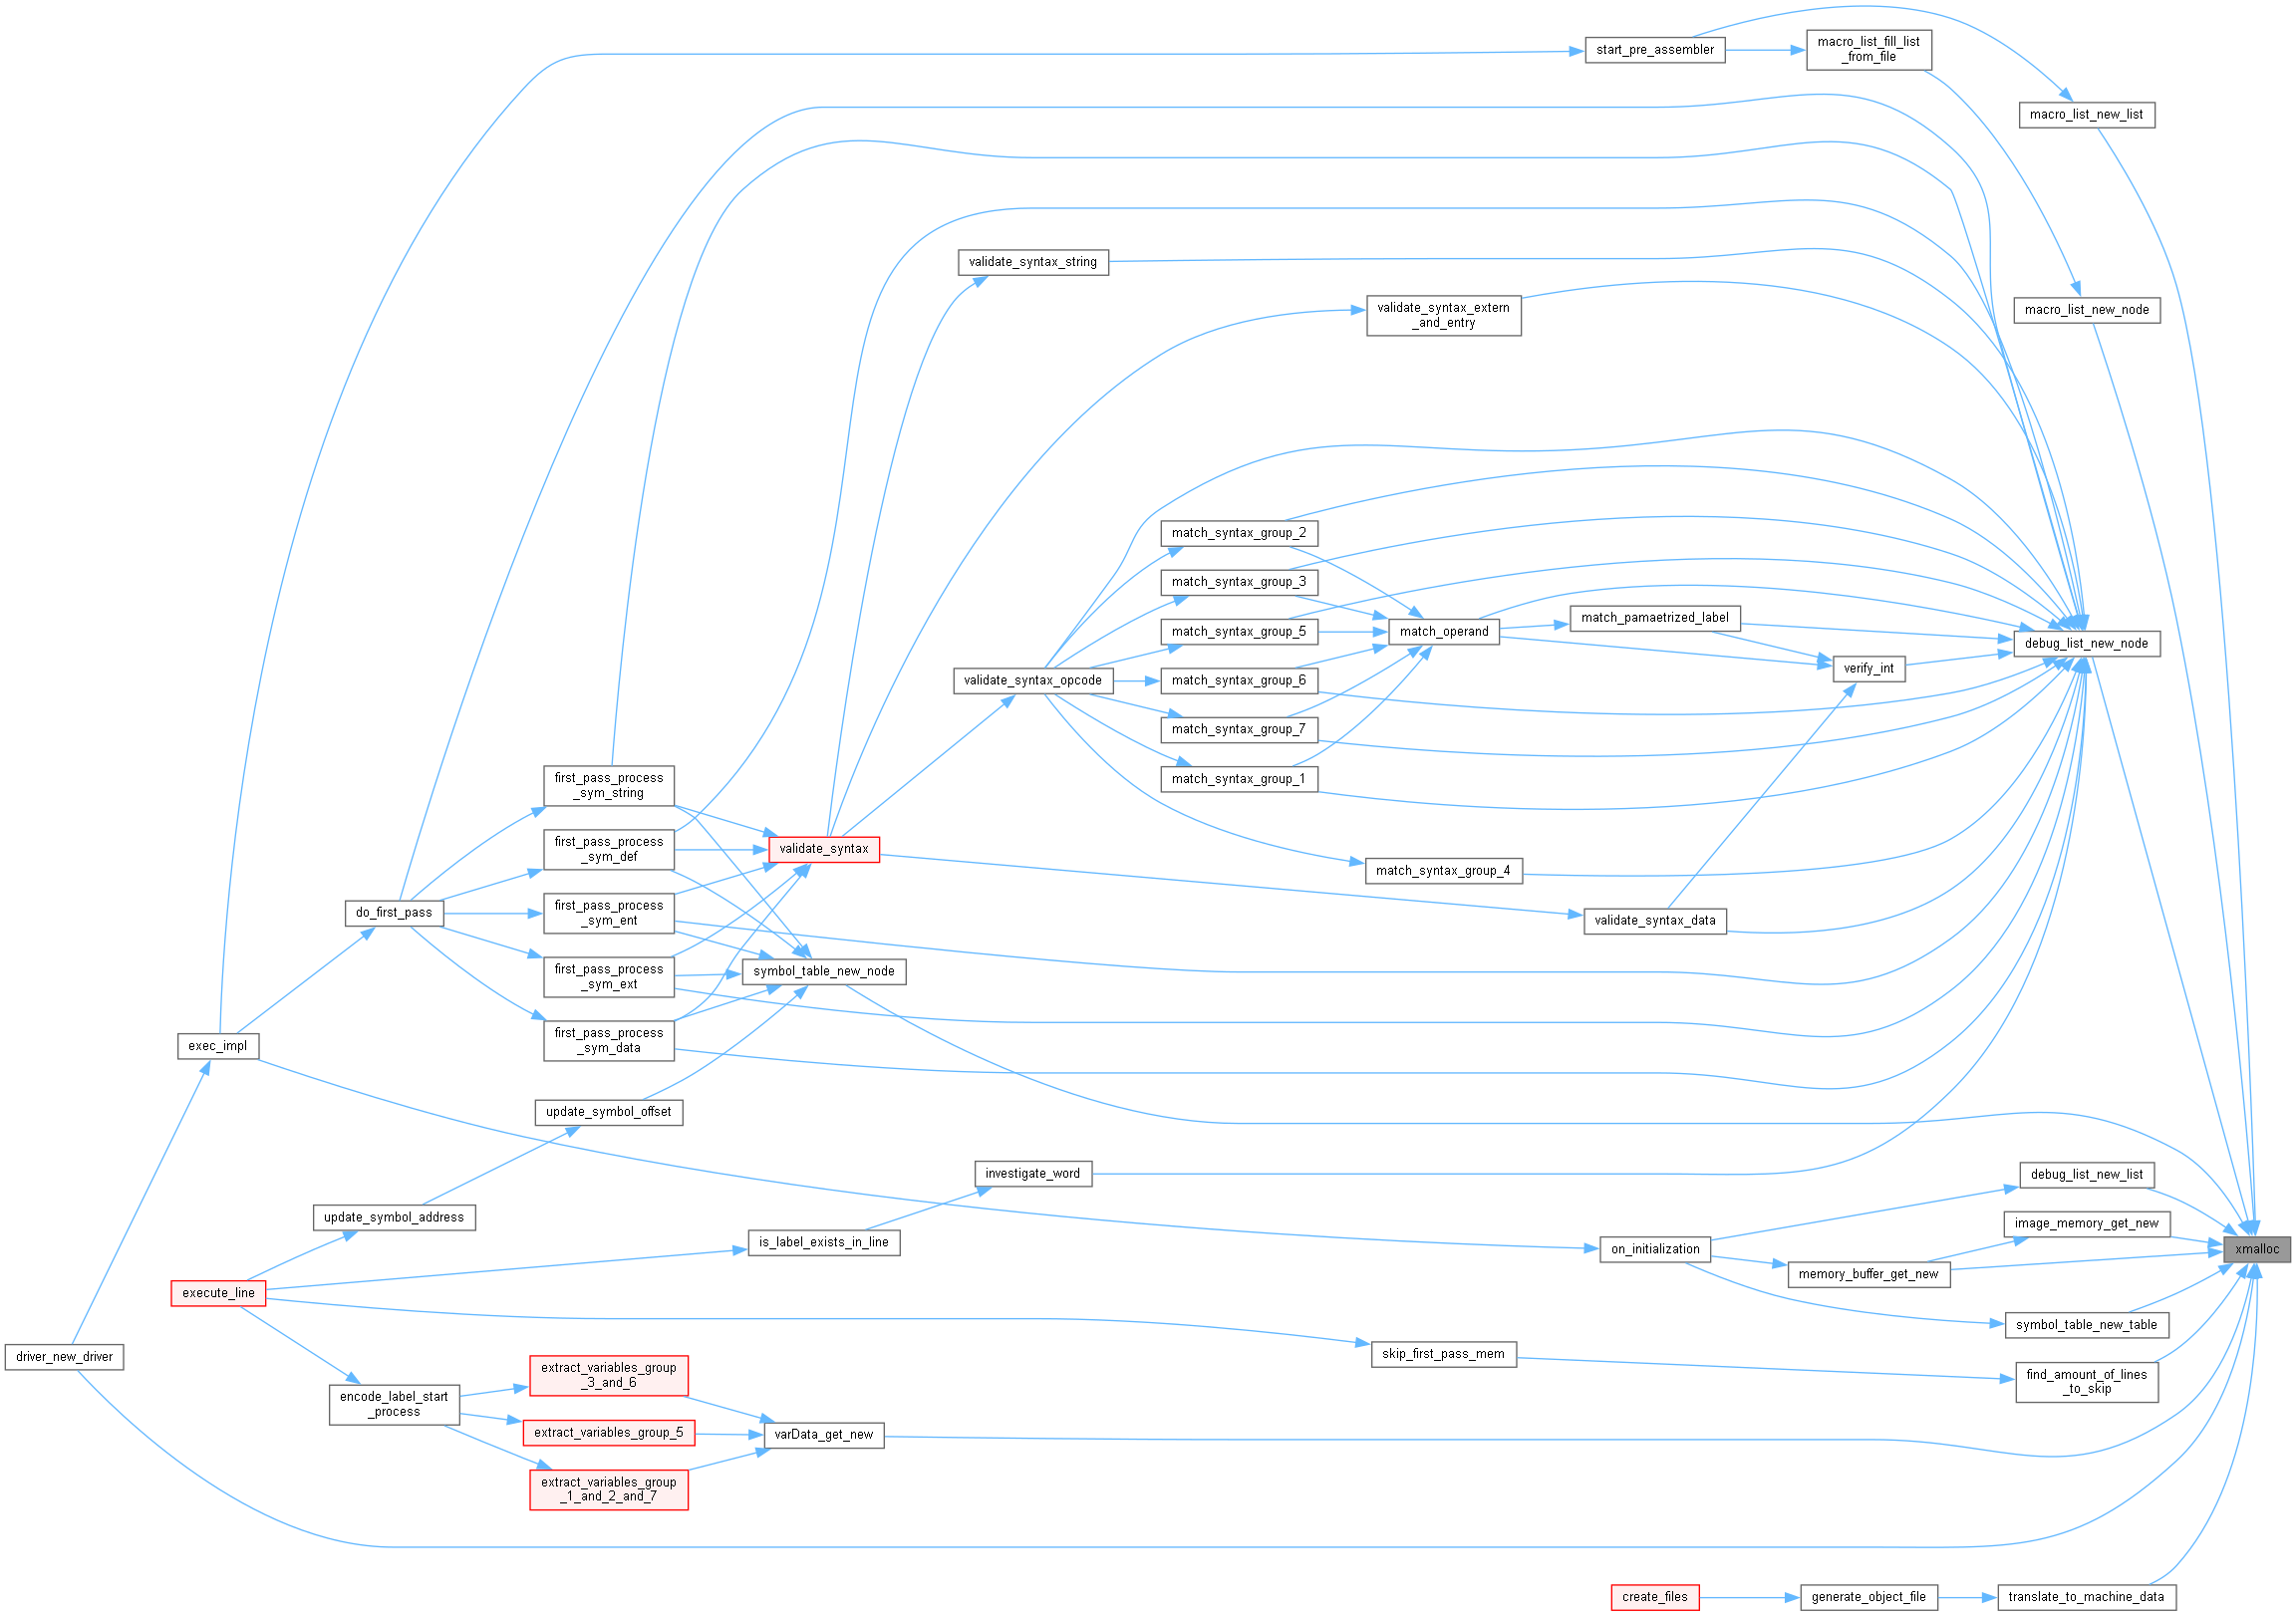 start_pre_assembler
macro_list_fill_list
_from_file
macro_list_new_list
validate_syntax_string
validate_syntax_extern
_and_entry
macro_list_new_node
match_syntax_group_2
match_syntax_group_3
match_syntax_group_5
match_operand
match_pamaetrized_label
debug_list_new_node
verify_int
validate_syntax_opcode
match_syntax_group_6
match_syntax_group_7
match_syntax_group_1
first_pass_process
_sym_string
first_pass_process
_sym_def
validate_syntax
match_syntax_group_4
do_first_pass
first_pass_process
_sym_ent
validate_syntax_data
first_pass_process
_sym_ext
symbol_table_new_node
exec_impl
first_pass_process
_sym_data
update_symbol_offset
investigate_word
debug_list_new_list
update_symbol_address
image_memory_get_new
is_label_exists_in_line
on_initialization
xmalloc
memory_buffer_get_new
execute_line
symbol_table_new_table
driver_new_driver
skip_first_pass_mem
extract_variables_group
_3_and_6
find_amount_of_lines
_to_skip
encode_label_start
_process
extract_variables_group_5
varData_get_new
extract_variables_group
_1_and_2_and_7
create_files
generate_object_file
translate_to_machine_data